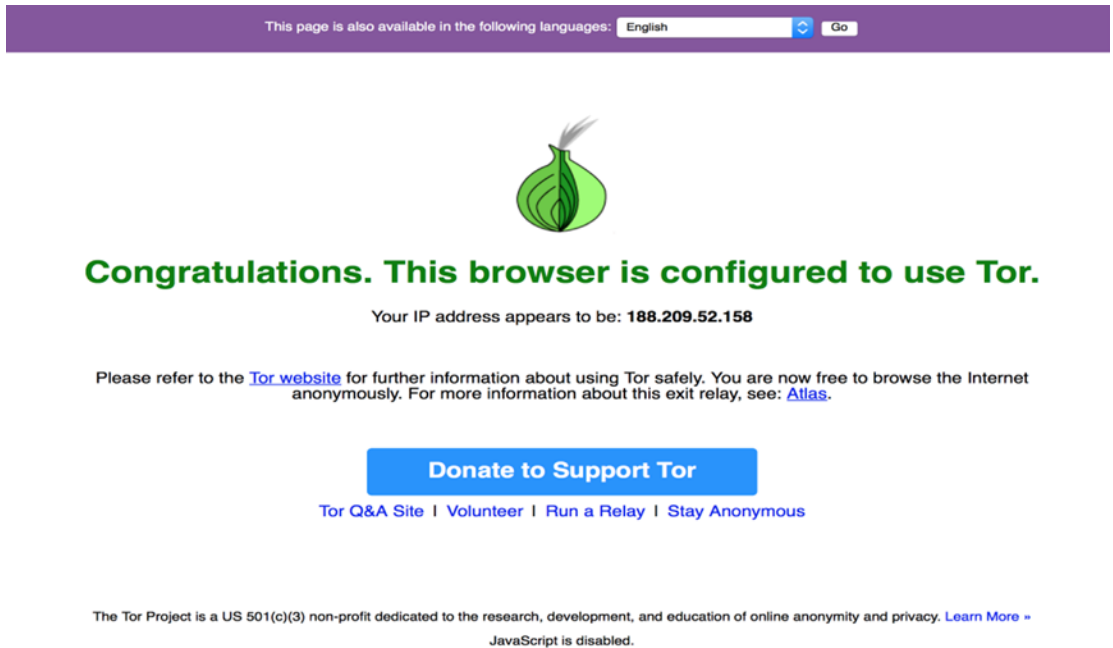 This page is also available in the following languages: English Go
Congratulations. This browser is configured to use Tor.
Your IP address appears to be: 188.209.52.158
Please refer to the Tor website for further information about using Tor safely. You are now free to browse the Internet
anonymously. For more information about this exit relay, see: Atlas.
Donate to Support Tor
Tor Q&A Site | Volunteer | Run a Relay | Stay Anonymous
The Tor Project is a US 501(c)(3) non-profit dedicated to the research, development, and education of online anonymity and privacy. Learn More »
JavaScript is disabled.